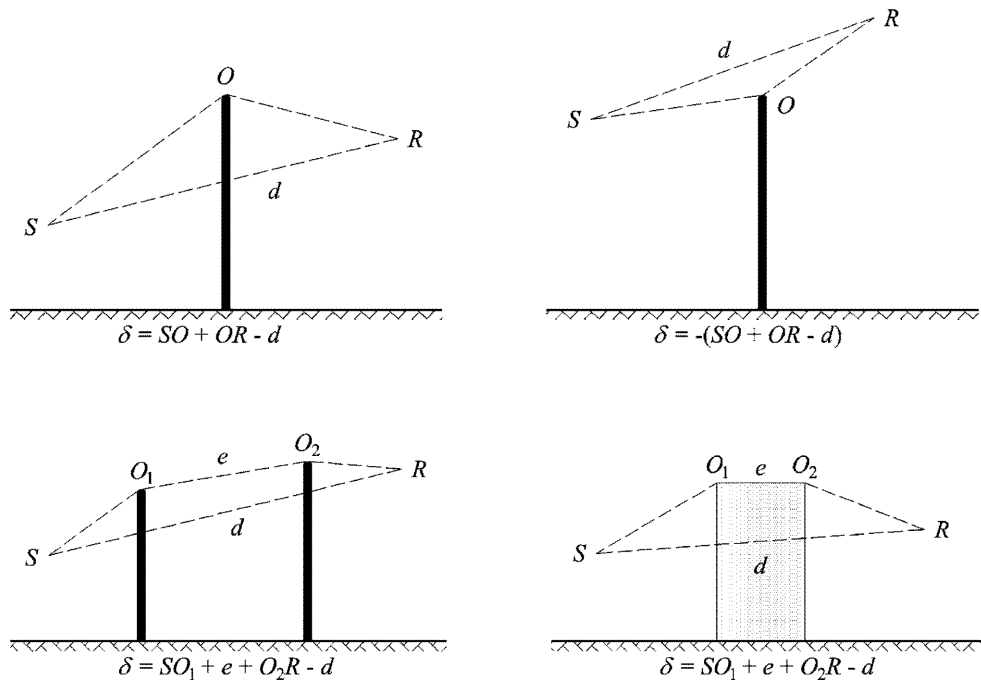 O
S
R
d
δ = SO + OR - d
R
d
S
O
δ = -(SO + OR - d)
O₁
e
O₂
R
S
d
δ = SO₁ + e + O₂R - d
O₁ e O₂
S
R
d
δ = SO₁ + e + O₂R - d